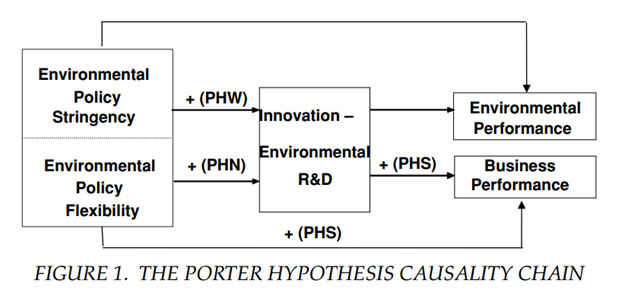 Environmental
Policy
Stringency
+ (PHW)
Environmental
Policy
Flexibility
+ (PHN)
Innovation –
Environmental
R&D
+ (PHS)
Environmental
Performance
Business
Performance
+ (PHS)
FIGURE 1. THE PORTER HYPOTHESIS CAUSALITY CHAIN